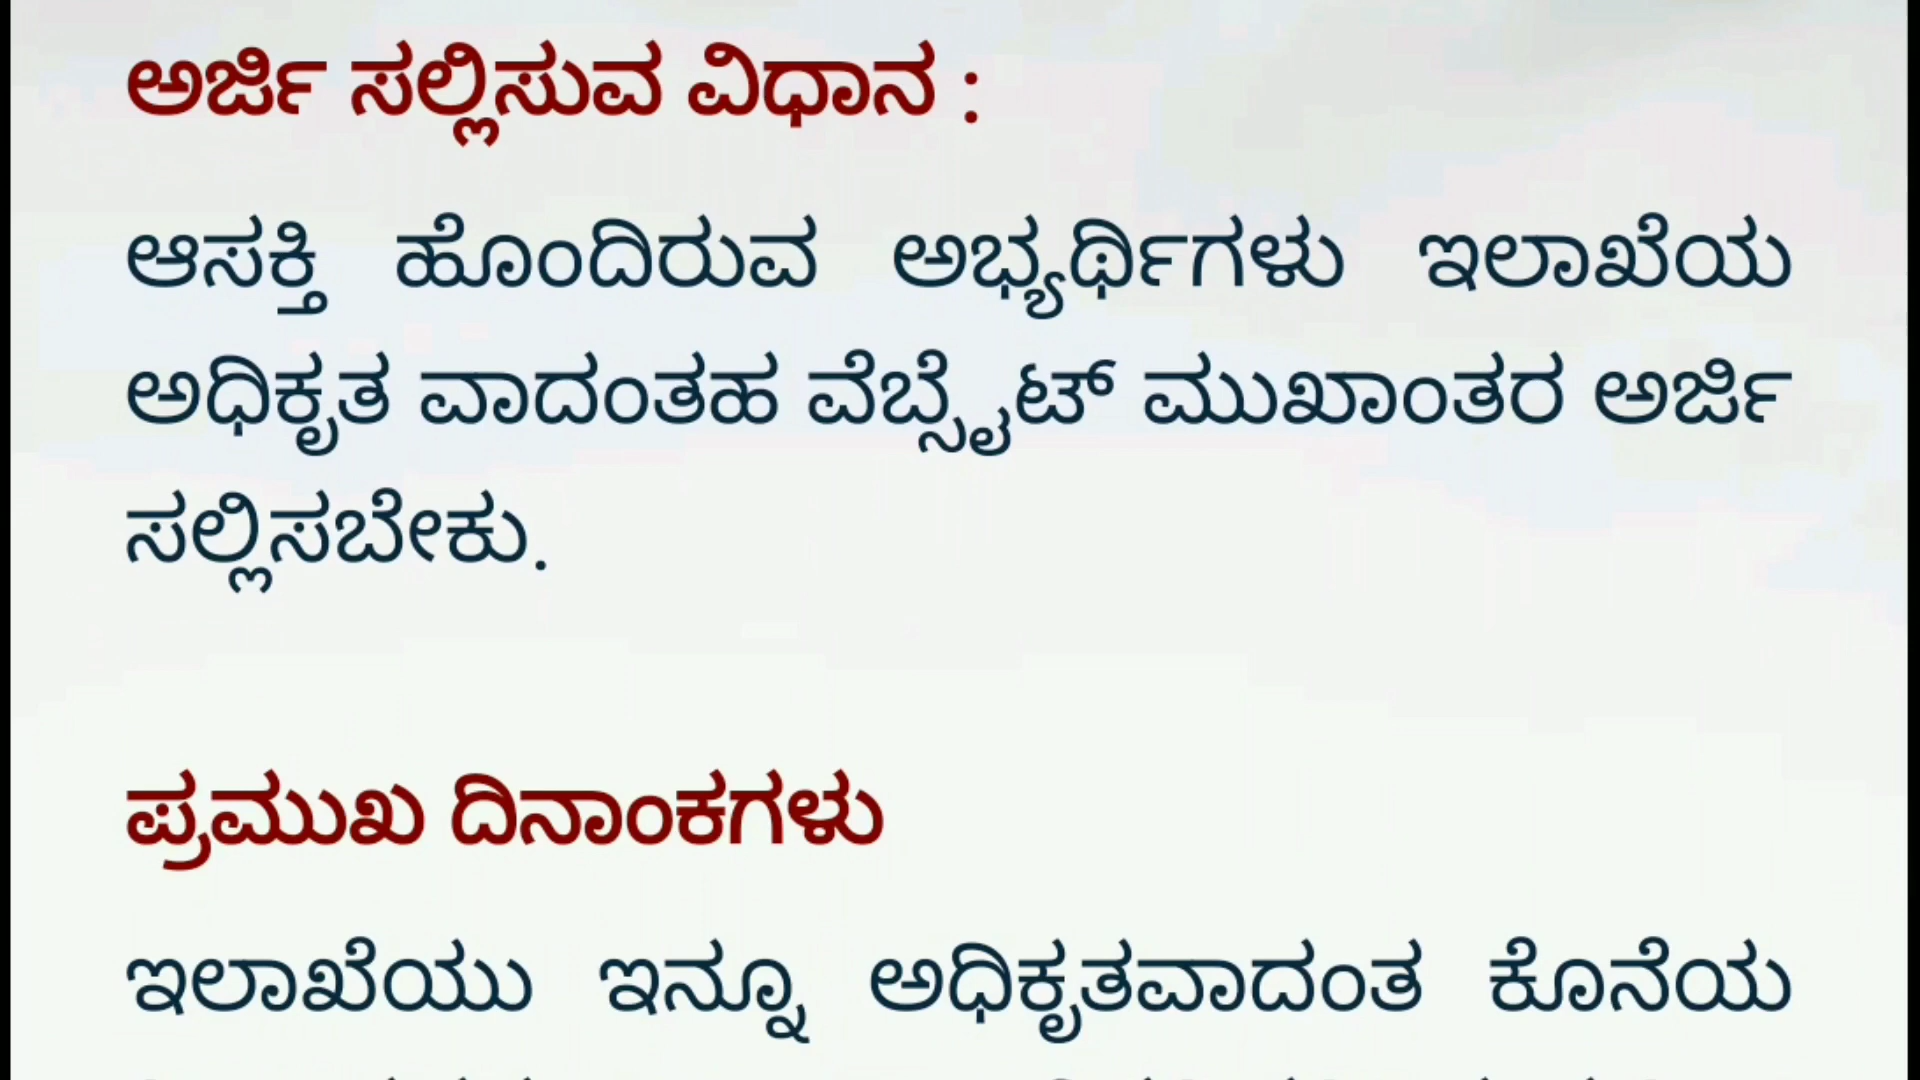 ಅರ್ಜಿ ಸಲ್ಲಿಸುವ ವಿಧಾನ :
ಆಸಕ್ತಿ ಹೊಂದಿರುವ ಅಭ್ಯರ್ಥಿಗಳು ಇಲಾಖೆಯ
ಅಧಿಕೃತ ವಾದಂತಹ ವೆಬ್ಸೈಟ್ ಮುಖಾಂತರ ಅರ್ಜಿ
ಸಲ್ಲಿಸಬೇಕು.
ಪ್ರಮುಖ ದಿನಾಂಕಗಳು
ಇಲಾಖೆಯು ಇನ್ನೂ ಅಧಿಕೃತವಾದಂತ ಕೊನೆಯ